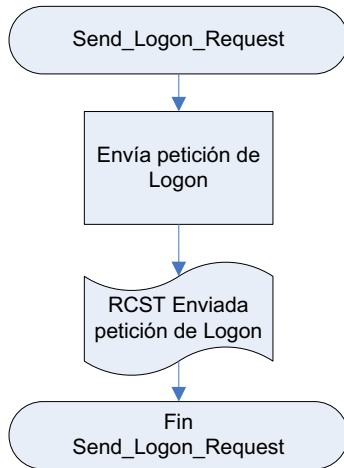 Send_Logon_Request
Envía petición de
Logon
RCST Enviada
petición de Logon
Fin
Send_Logon_Request